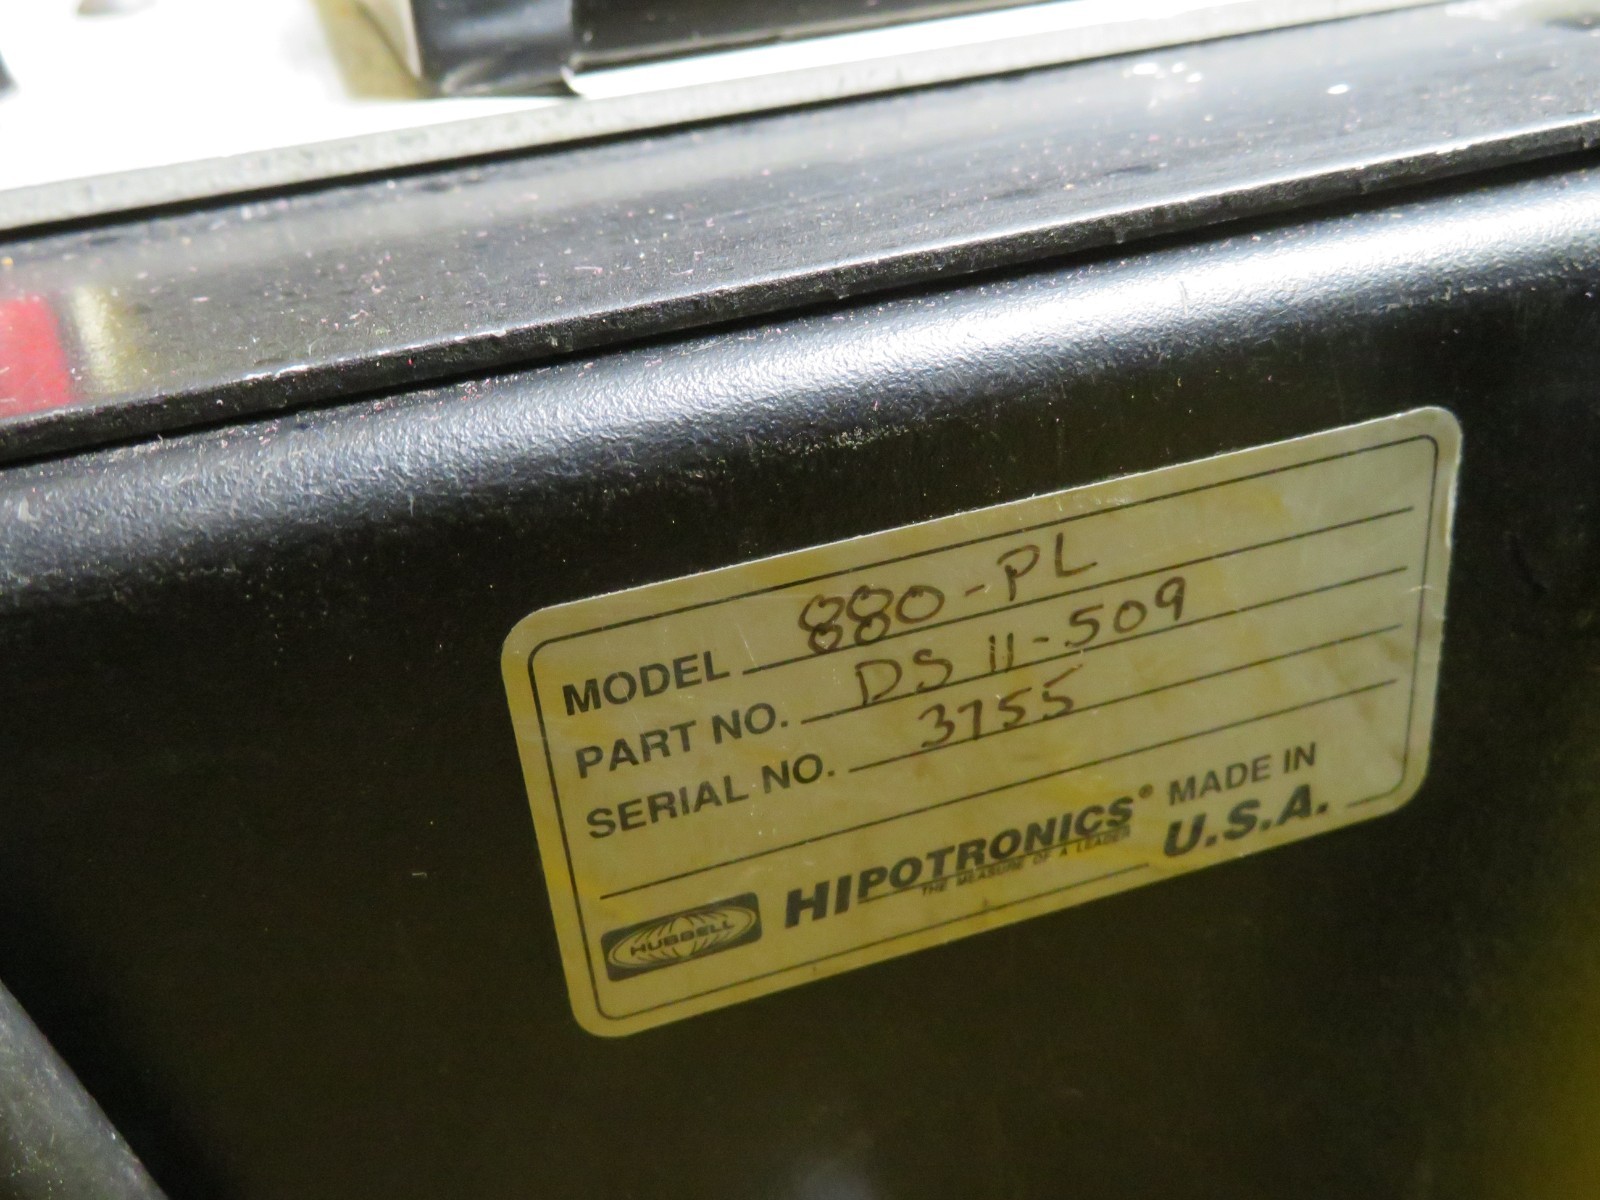 MODEL 880-PL
PART NO. DS 11-509
SERIAL NO. 3755
HUBBELL HIPOTRONICS® MADE IN
THE MEASURE OF A LEADER U.S.A.